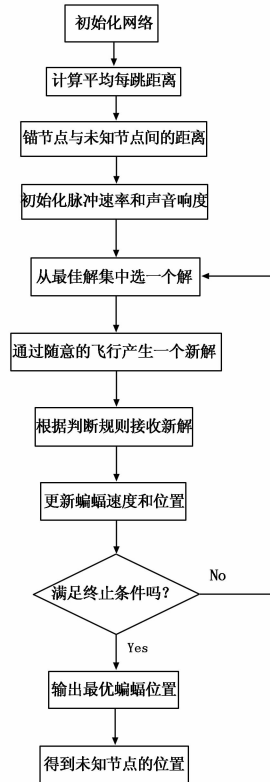 初始化网络
计算平均每跳距离
锚节点与未知节点间的距离
初始化脉冲速率和声音响度
从最佳解集中选一个解
通过随意的飞行产生一个新解
根据判断规则接收新解
更新蝙蝠速度和位置
满足终止条件吗?
No
Yes
输出最优蝙蝠位置
得到未知节点的位置